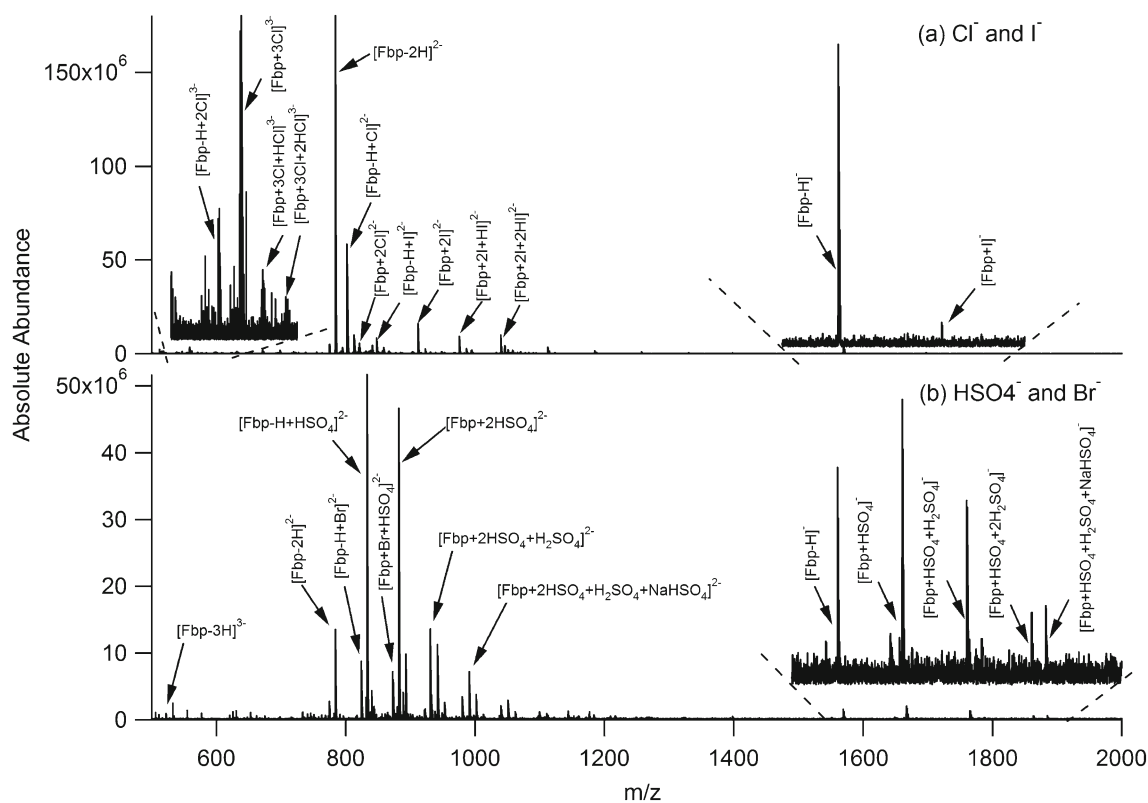 (a) Cl⁻ and I⁻
Absolute Abundance
150x10⁶
100
50
0
[Fbp-H+2Cl]³⁻
[Fbp+3Cl]³⁻
[Fbp+3Cl+HCl]³⁻
[Fbp+3Cl+2HCl]³⁻
[Fbp-2H]²⁻
[Fbp-H+Cl]²⁻
[Fbp+2Cl]²⁻
[Fbp-H+I]²⁻
[Fbp+2I]²⁻
[Fbp+2I+HI]²⁻
[Fbp+2I+2HI]²⁻
[Fbp-H]⁻
[Fbp+I]⁻
(b) HSO4⁻ and Br⁻
50x10⁶
40
30
20
10
0
[Fbp-3H]³⁻
[Fbp-2H]²⁻
[Fbp-H+Br]²⁻
[Fbp-H+HSO₄]²⁻
[Fbp+Br+HSO₄]²⁻
[Fbp+2HSO₄]²⁻
[Fbp+2HSO₄+H₂SO₄]²⁻
[Fbp+2HSO₄+H₂SO₄+NaHSO₄]²⁻
[Fbp-H]⁻
[Fbp+HSO₄]⁻
[Fbp+HSO₄+H₂SO₄]⁻
[Fbp+HSO₄+2H₂SO₄]⁻
[Fbp+HSO₄+H₂SO₄+NaHSO₄]⁻
600
800
1000
1200
1400
1600
1800
2000
m/z